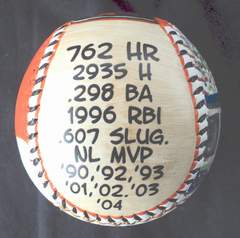 762 HR
2935 H
.298 BA
1996 RBI
.607 SLUG.
NL MVP
'90,'92,'93
'01,'02,'03
'04